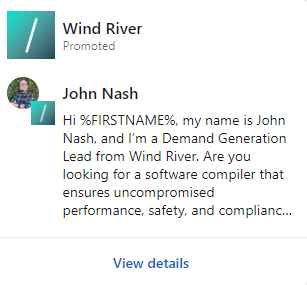 Wind River
Promoted
John Nash
Hi %FIRSTNAME%, my name is John
Nash, and I'm a Demand Generation
Lead from Wind River. Are you
looking for a software compiler that
ensures uncompromised
performance, safety, and complianc...
View details